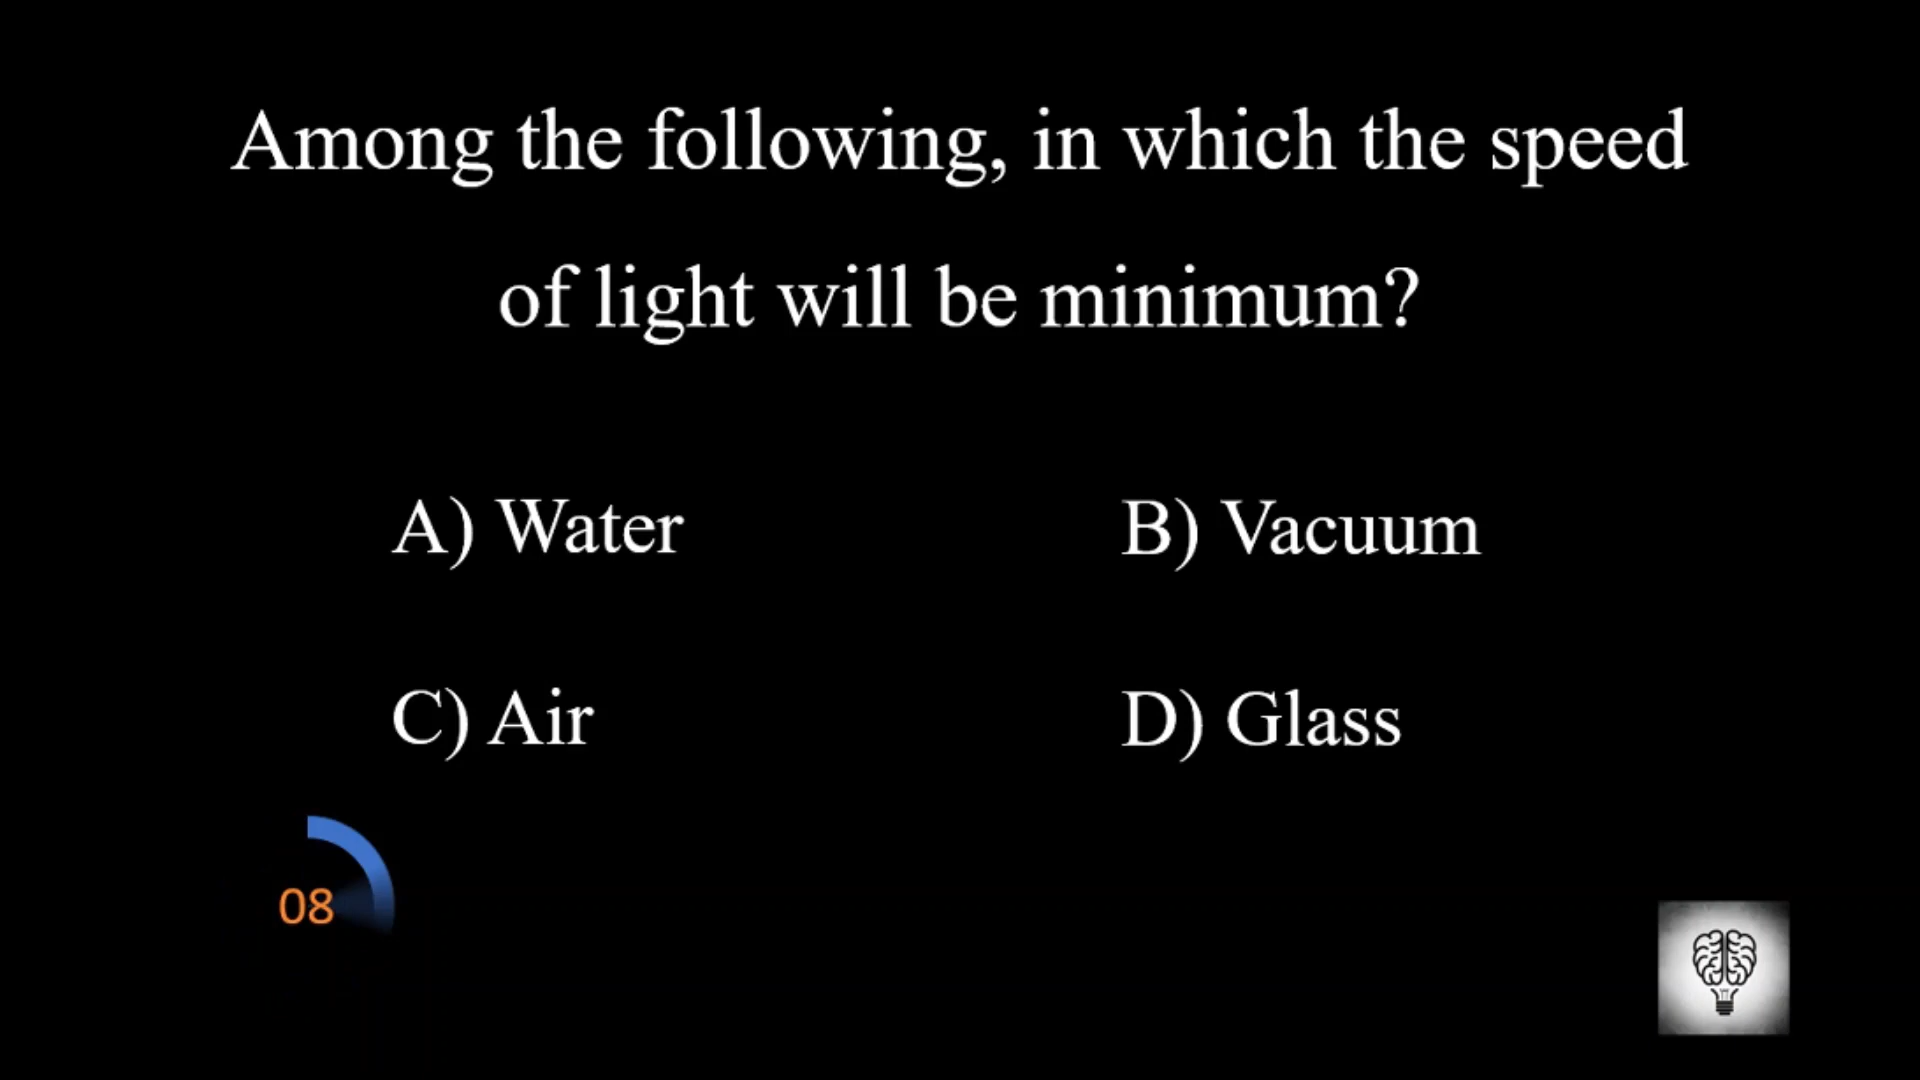 Among the following, in which the speed
of light will be minimum?
A) Water
B) Vacuum
C) Air
D) Glass
08